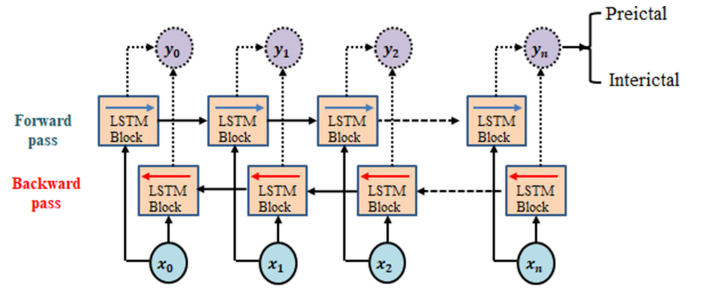 Preictal
y0 y1 y2 yn
Interictal
Forward
pass
LSTM
Block
LSTM
Block
LSTM
Block
LSTM
Block
Backward
pass
LSTM
Block
LSTM
Block
LSTM
Block
LSTM
Block
x0 x1 x2 xn